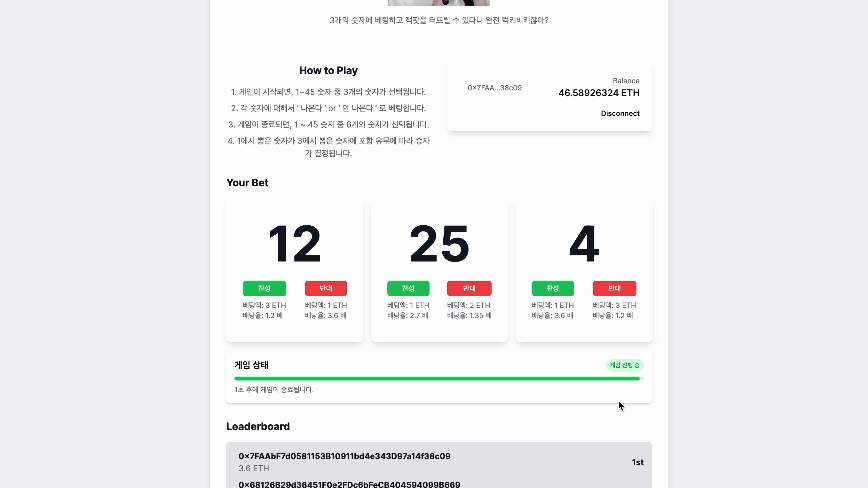 3개의 숫자에 베팅하고 잭팟을 터뜨릴 수 있다니 완전 럭키비키잖아?
How to Play
1. 게임이 시작되면, 1~45 숫자 중 3개의 숫자가 선택됩니다.
2. 각 숫자에 대해서 ' 나온다 ' or ' 안 나온다 ' 로 베팅합니다.
3. 게임이 종료되면, 1 ~ 45 숫자 중 6개의 숫자가 선택됩니다.
4. 1에서 뽑은 숫자가 3에서 뽑은 숫자에 포함 유무에 따라 승자
가 결정됩니다.
0x7FAA...38c09
Balance
46.58926324 ETH
Disconnect
Your Bet
12
찬성
반대
베팅액: 3 ETH
베팅액: 1 ETH
배당율: 1.2 배
배당율: 3.6 배
25
찬성
반대
베팅액: 1 ETH
베팅액: 2 ETH
배당율: 2.7 배
배당율: 1.35 배
4
찬성
반대
베팅액: 1 ETH
베팅액: 3 ETH
배당율: 3.6 배
배당율: 1.2 배
게임 상태
게임 진행 중
1초 후에 게임이 종료됩니다.
Leaderboard
0x7FAAbF7d0581153B10911bd4e343D97a14f38c09
3.6 ETH
1st
0x68126B29d36451F0e2FDc6bFeCB404594099B669